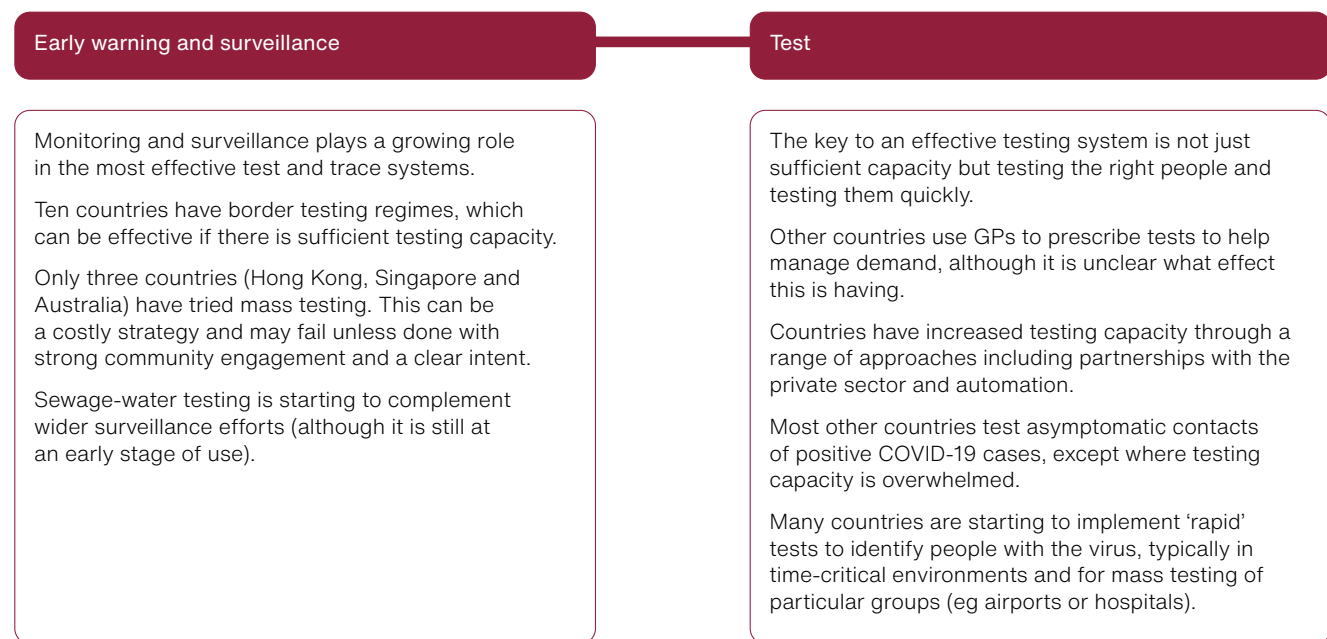 Early warning and surveillance
Monitoring and surveillance plays a growing role
in the most effective test and trace systems.
Ten countries have border testing regimes, which
can be effective if there is sufficient testing capacity.
Only three countries (Hong Kong, Singapore and
Australia) have tried mass testing. This can be
a costly strategy and may fail unless done with
strong community engagement and a clear intent.
Sewage-water testing is starting to complement
wider surveillance efforts (although it is still at
an early stage of use).
Test
The key to an effective testing system is not just
sufficient capacity but testing the right people and
testing them quickly.
Other countries use GPs to prescribe tests to help
manage demand, although it is unclear what effect
this is having.
Countries have increased testing capacity through a
range of approaches including partnerships with the
private sector and automation.
Most other countries test asymptomatic contacts
of positive COVID-19 cases, except where testing
capacity is overwhelmed.
Many countries are starting to implement ‘rapid’
tests to identify people with the virus, typically in
time-critical environments and for mass testing of
particular groups (eg airports or hospitals).